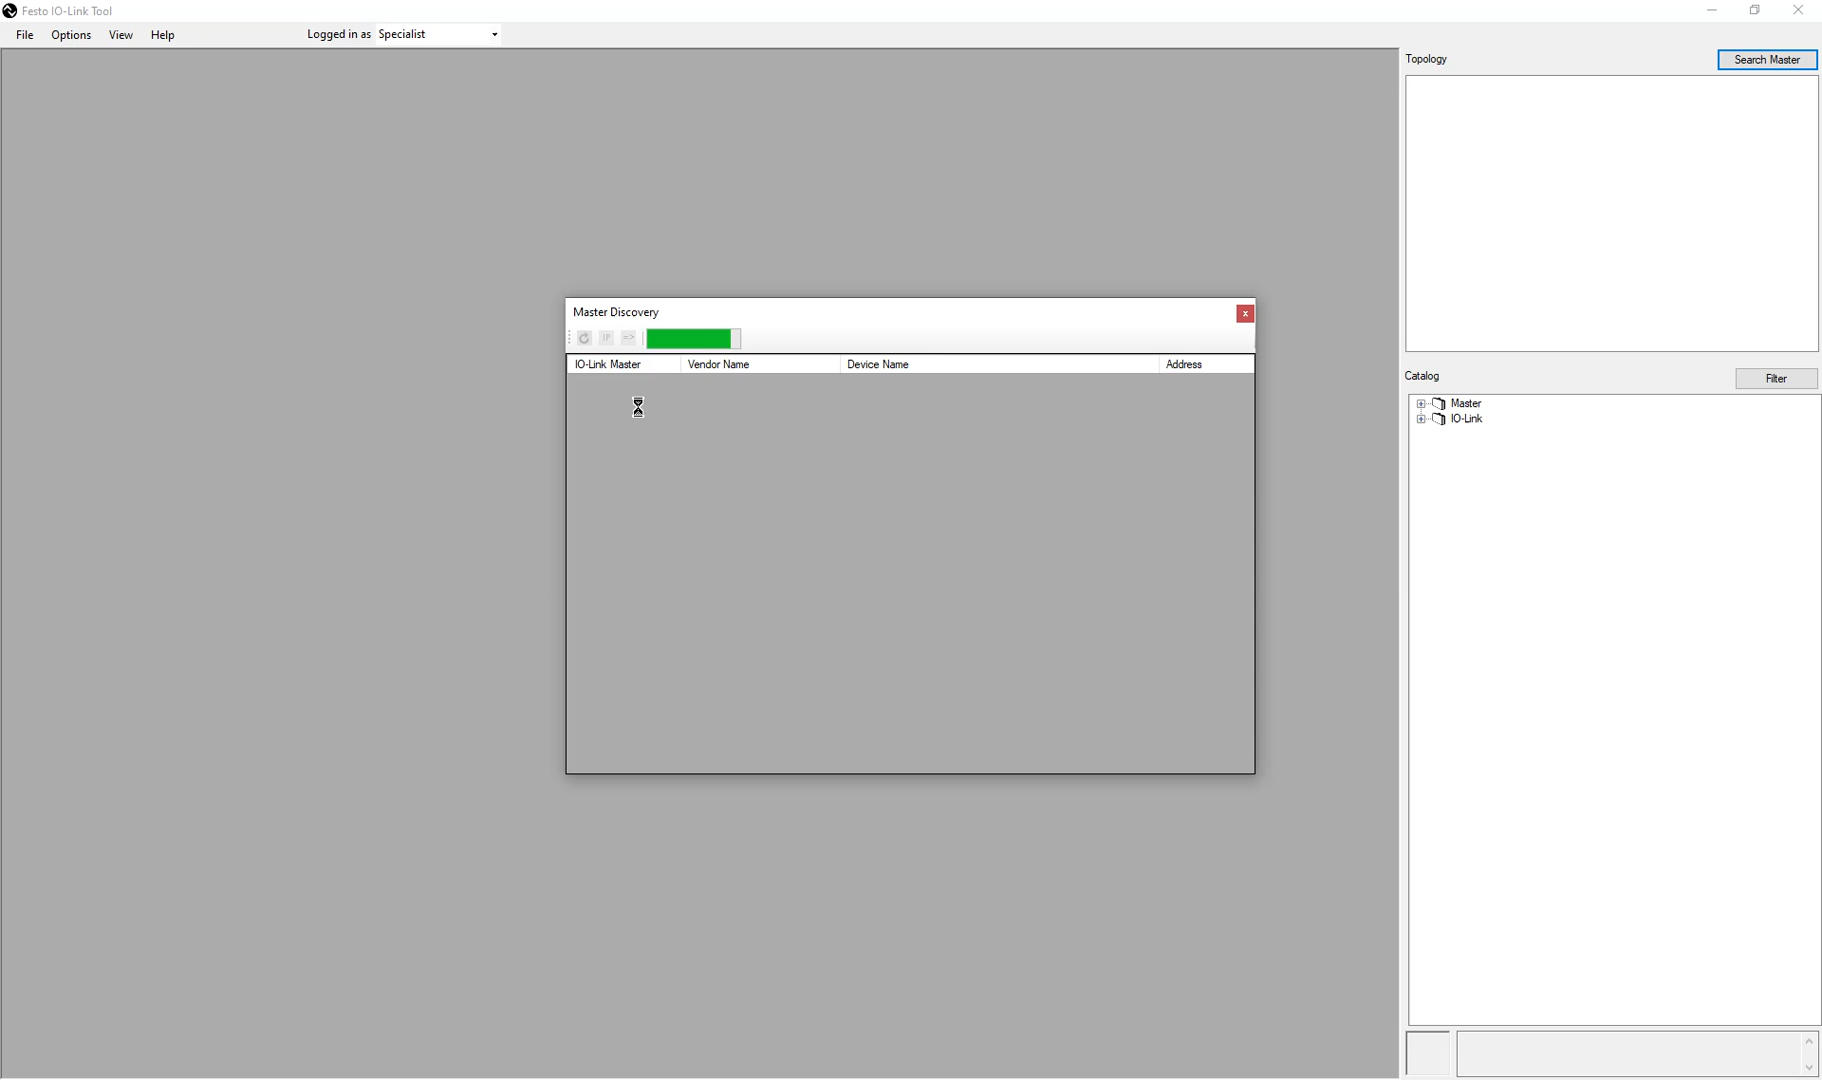 Festo IO-Link Tool
File Options View Help Logged in as Specialist
Topology Search Master
Master Discovery x
IP =>
IO-Link Master Vendor Name Device Name Address
Catalog Filter
Master
IO-Link